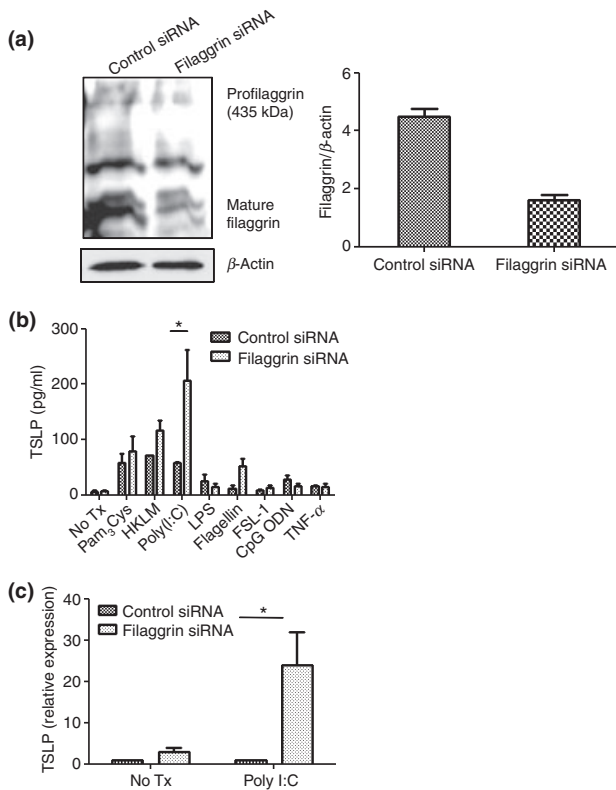 (a)
Control siRNA
Filaggrin siRNA
Profilaggrin
(435 kDa)
Mature
filaggrin
β-Actin
Filaggrin/β-actin
6
4
2
0
Control siRNA
Filaggrin siRNA
(b)
TSLP (pg/ml)
300
200
100
0
*
Control siRNA
Filaggrin siRNA
No Tx
Pam₃Cys
HKLM
Poly(I:C)
LPS
Flagellin
FSL-1
CpG ODN
TNF-α
(c)
TSLP (relative expression)
40
30
20
10
0
Control siRNA
Filaggrin siRNA
*
No Tx
Poly I:C